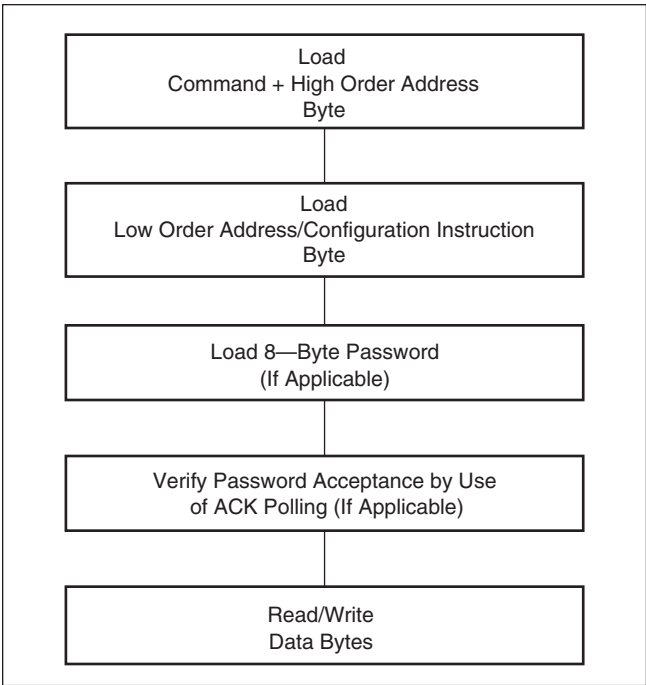 Load
Command + High Order Address
Byte
Load
Low Order Address/Configuration Instruction
Byte
Load 8—Byte Password
(If Applicable)
Verify Password Acceptance by Use
of ACK Polling (If Applicable)
Read/Write
Data Bytes